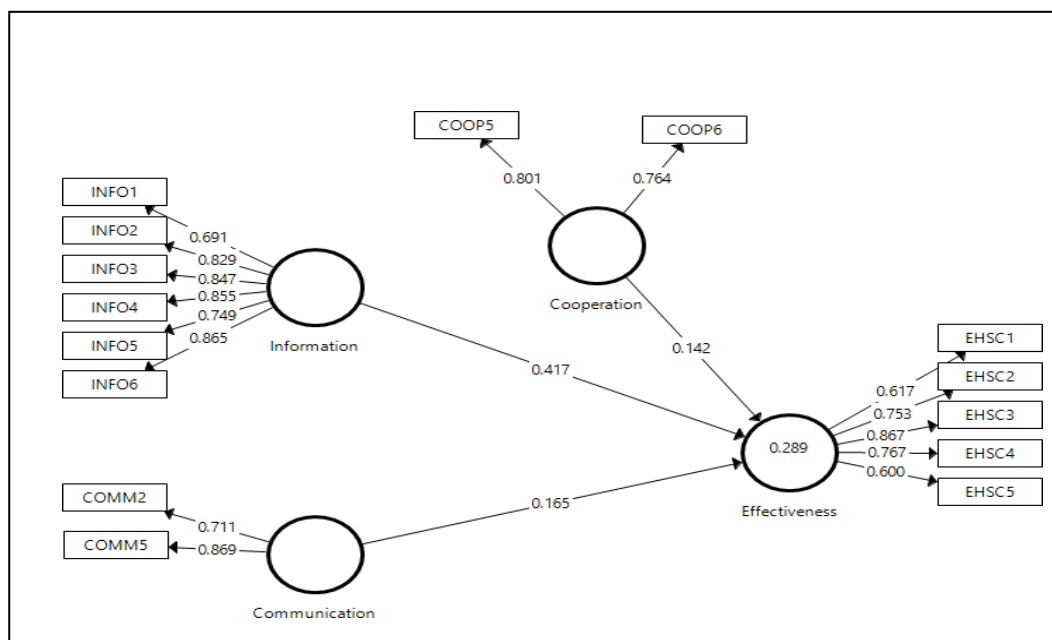 COOP5
COOP6
0.801
0.764
Cooperation
INFO1
INFO2
INFO3
INFO4
INFO5
INFO6
0.691
0.829
0.847
0.855
0.749
0.865
Information
0.417
0.142
EHSC1
EHSC2
EHSC3
EHSC4
EHSC5
0.617
0.753
0.867
0.767
0.600
0.289
Effectiveness
COMM2
COMM5
0.711
0.869
0.165
Communication